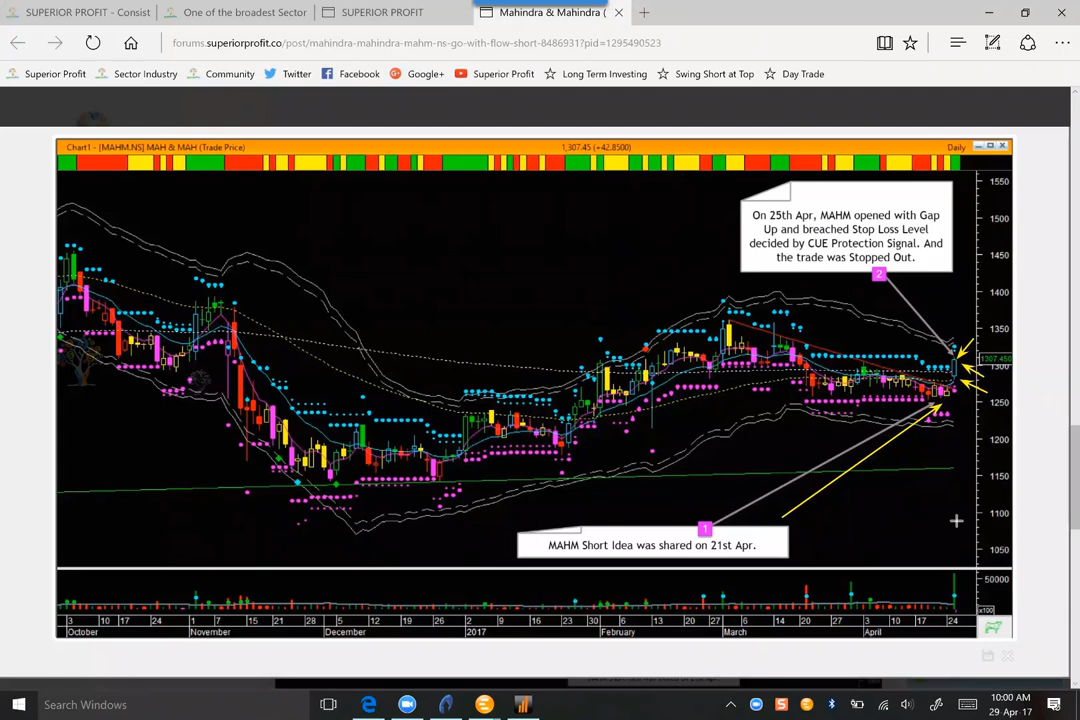 SUPERIOR PROFIT - Consist
One of the broadest Sector
SUPERIOR PROFIT
Mahindra & Mahindra (
forums.superiorprofit.co/post/mahindra-mahindra-mahm-ns-go-with-flow-short-8486931?pid=1295490523
Superior Profit
Sector Industry
Community
Twitter
Facebook
Google+
Superior Profit
Long Term Investing
Swing Short at Top
Day Trade
Chart1 - [MAHM.NS] MAH & MAH (Trade Price)
1,307.45 (+42.8500)
Daily
1550
1500
On 25th Apr, MAHM opened with Gap
Up and breached Stop Loss Level
decided by CUE Protection Signal. And
the trade was Stopped Out.
2
1400
1350
1307.450
1300
1250
1200
1150
1100
1050
1
MAHM Short Idea was shared on 21st Apr.
50000
[x100]
3 10 17 24 1 7 15 21 28 5 12 19 26 2 9 16 23 30 6 13 20 27 6 14 20 27 3 10 17 24
October November December 2017 February March April
Search Windows
10:00 AM
29 Apr 17